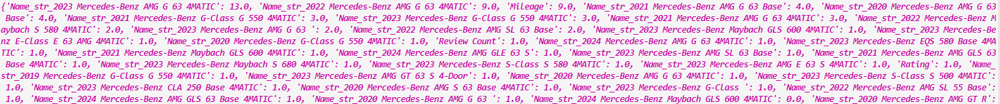 {'Name_str_2023 Mercedes-Benz AMG G 63 4MATIC': 13.0, 'Name_str_2022 Mercedes-Benz AMG G 63 4MATIC': 9.0, 'Mileage': 9.0, 'Name_str_2021 Mercedes-Benz AMG G 63 Base': 4.0, 'Name_str_2020 Mercedes-Benz AMG G 63
Base': 4.0, 'Name_str_2021 Mercedes-Benz G-Class G 550 4MATIC': 3.0, 'Name_str_2023 Mercedes-Benz G-Class G 550 4MATIC': 3.0, 'Name_str_2021 Mercedes-Benz AMG G 63 4MATIC': 3.0, 'Name_str_2022 Mercedes-Benz M
aybach S 580 4MATIC': 2.0, 'Name_str_2023 Mercedes-Benz AMG G 63 ': 2.0, 'Name_str_2022 Mercedes-Benz AMG SL 63 Base': 2.0, 'Name_str_2023 Mercedes-Benz Maybach GLS 600 4MATIC': 1.0, 'Name_str_2023 Mercedes-Be
nz E-Class E 63 AMG 4MATIC': 1.0, 'Name_str_2020 Mercedes-Benz G-Class G 550 4MATIC': 1.0, 'Review Count': 1.0, 'Name_str_2024 Mercedes-Benz AMG G 63 4MATIC': 1.0, 'Name_str_2023 Mercedes-Benz EQS 580 Base 4MA
TIC': 1.0, 'Name_str_2021 Mercedes-Benz Maybach GLS 600 4MATIC': 1.0, 'Name_str_2024 Mercedes-Benz AMG GLE 63 S': 1.0, 'Name_str_2023 Mercedes-Benz AMG SL 63 Base': 1.0, 'Name_str_2021 Mercedes-Benz AMG GLS 63
Base 4MATIC': 1.0, 'Name_str_2023 Mercedes-Benz Maybach S 680 4MATIC': 1.0, 'Name_str_2023 Mercedes-Benz S-Class S 580 4MATIC': 1.0, 'Name_str_2023 Mercedes-Benz AMG E 63 S 4MATIC': 1.0, 'Rating': 1.0, 'Name_
str_2019 Mercedes-Benz G-Class G 550 4MATIC': 1.0, 'Name_str_2023 Mercedes-Benz AMG GT 63 S 4-Door': 1.0, 'Name_str_2020 Mercedes-Benz AMG G 63 4MATIC': 1.0, 'Name_str_2023 Mercedes-Benz S-Class S 500 4MATIC':
1.0, 'Name_str_2023 Mercedes-Benz CLA 250 Base 4MATIC': 1.0, 'Name_str_2020 Mercedes-Benz AMG S 63 Base 4MATIC': 1.0, 'Name_str_2023 Mercedes-Benz G-Class ': 1.0, 'Name_str_2022 Mercedes-Benz AMG SL 55 Base':
1.0, 'Name_str_2024 Mercedes-Benz AMG GLS 63 Base 4MATIC': 1.0, 'Name_str_2020 Mercedes-Benz AMG G 63 ': 1.0, 'Name_str_2024 Mercedes-Benz Maybach GLS 600 4MATIC': 0.0, 'Name_str_2020 Mercedes-Benz AMG GT R':